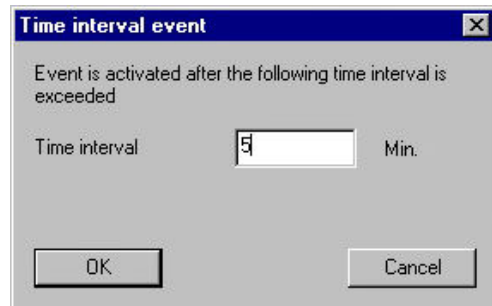 Time interval event
Event is activated after the following time interval is
exceeded
Time interval 5 Min.
OK Cancel